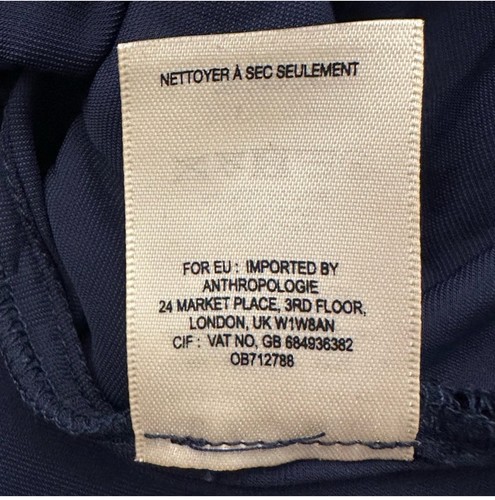 NETTOYER À SEC SEULEMENT
FOR EU : IMPORTED BY
ANTHROPOLOGIE
24 MARKET PLACE, 3RD FLOOR,
LONDON, UK W1W8AN
CIF : VAT NO, GB 684936382
OB712788